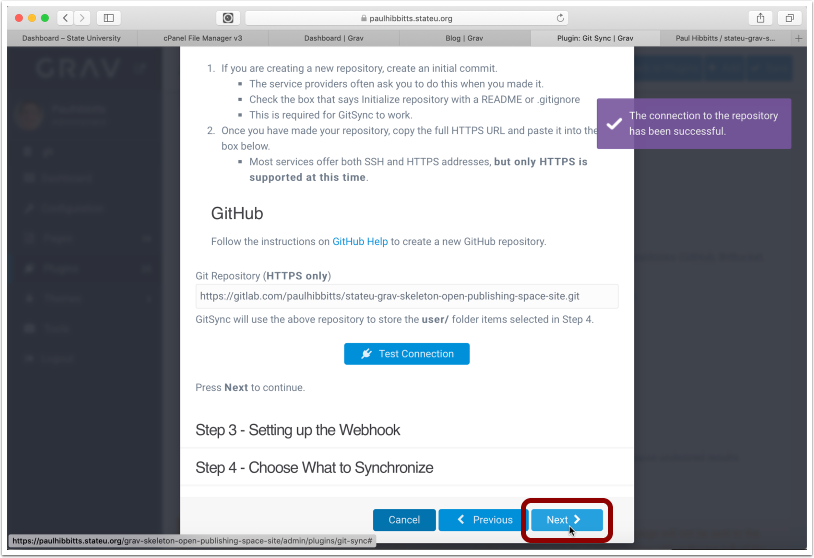 paulhibbitts.stateu.org
Dashboard – State University
cPanel File Manager v3
Dashboard | Grav
Blog | Grav
Plugin: Git Sync | Grav
Paul Hibbitts / stateu-grav-s...
GRAV
1. If you are creating a new repository, create an initial commit.
The service providers often ask you to do this when you made it.
Check the box that says Initialize repository with a README or .gitignore
This is required for GitSync to work.
2. Once you have made your repository, copy the full HTTPS URL and paste it into the
box below.
Most services offer both SSH and HTTPS addresses, but only HTTPS is
supported at this time.
The connection to the repository
has been successful.
GitHub
Follow the instructions on GitHub Help to create a new GitHub repository.
Git Repository (HTTPS only)
https://gitlab.com/paulhibbitts/stateu-grav-skeleton-open-publishing-space-site.git
GitSync will use the above repository to store the user/ folder items selected in Step 4.
Test Connection
Press Next to continue.
Step 3 - Setting up the Webhook
Step 4 - Choose What to Synchronize
Cancel
Previous
Next
https://paulhibbitts.stateu.org/grav-skeleton-open-publishing-space-site/admin/plugins/git-sync#